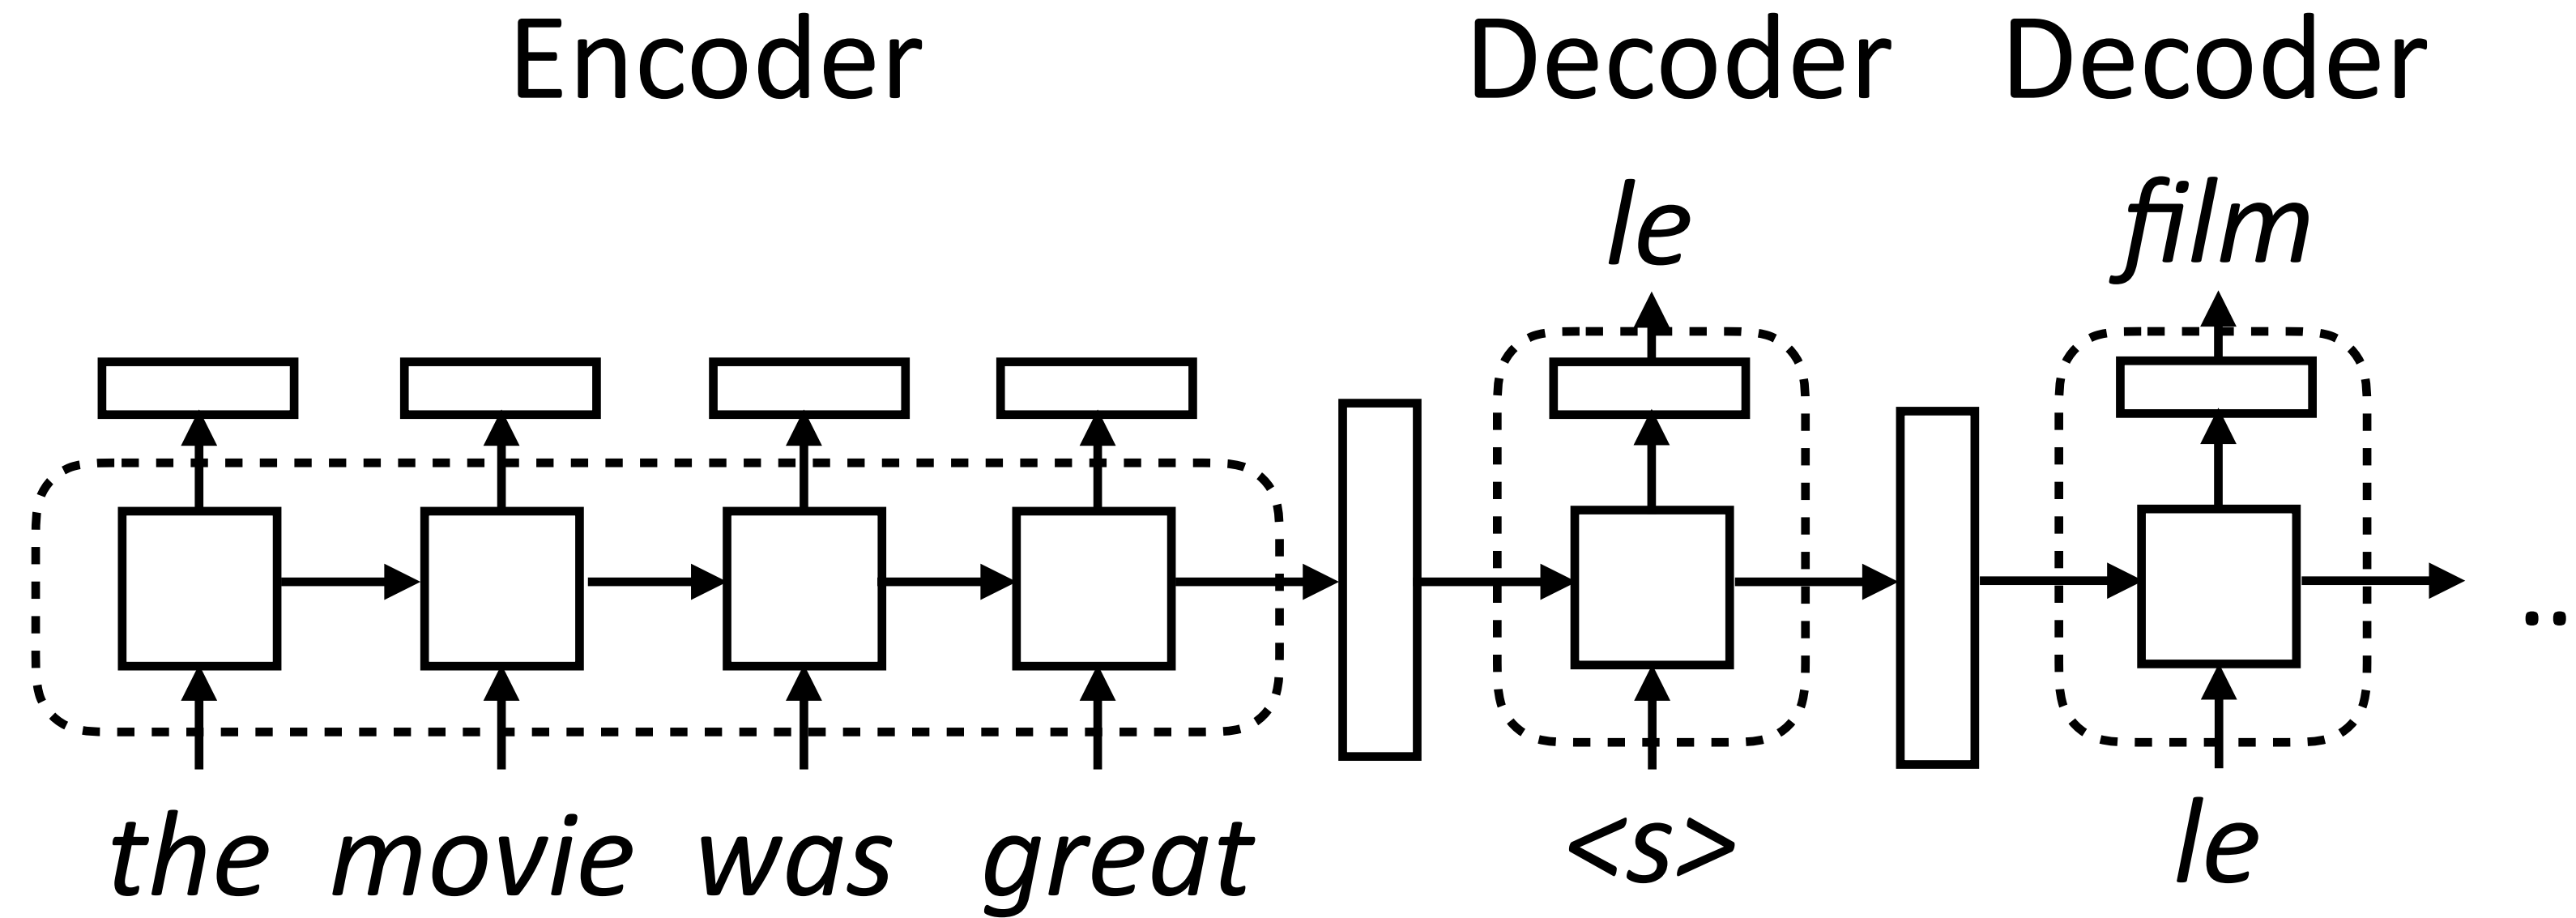 Encoder Decoder Decoder
le film
the movie was great <s> le
..